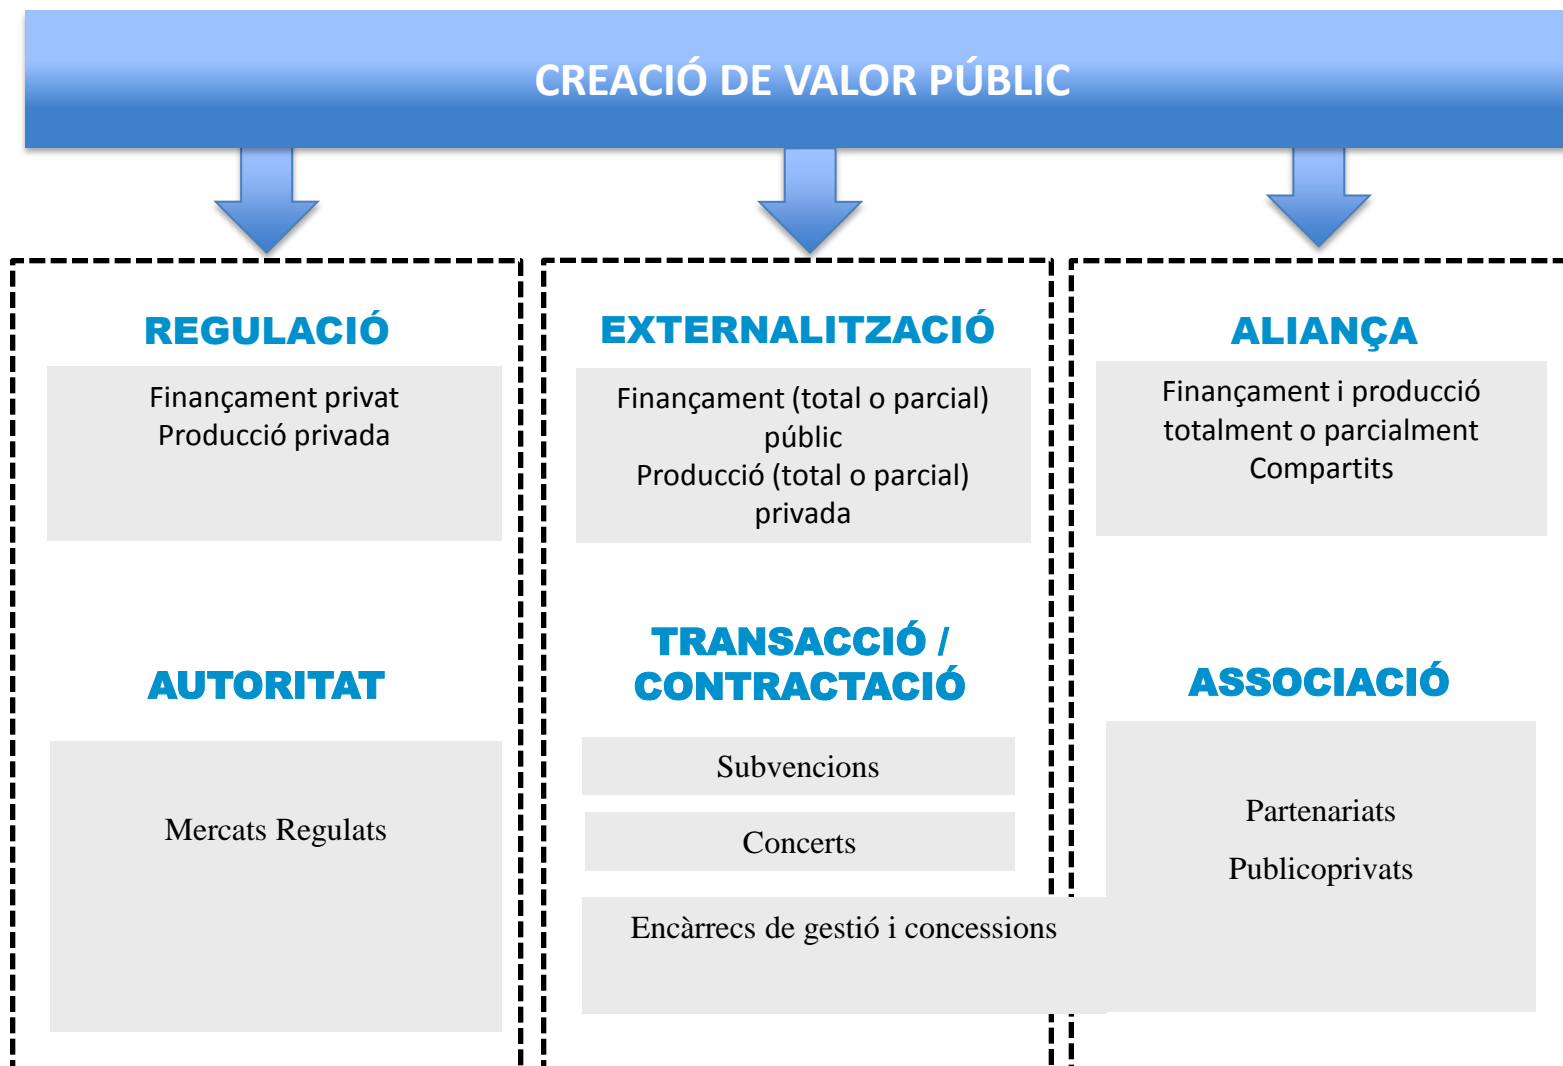 CREACIÓ DE VALOR PÚBLIC
REGULACIÓ
Finançament privat
Producció privada
AUTORITAT
Mercats Regulats
EXTERNALITZACIÓ
Finançament (total o parcial)
públic
Producció (total o parcial)
privada
TRANSACCIÓ /
CONTRACTACIÓ
Subvencions
Concerts
Encàrrecs de gestió i concessions
ALIANÇA
Finançament i producció
totalment o parcialment
Compartits
ASSOCIACIÓ
Partenariats
Publicoprivats